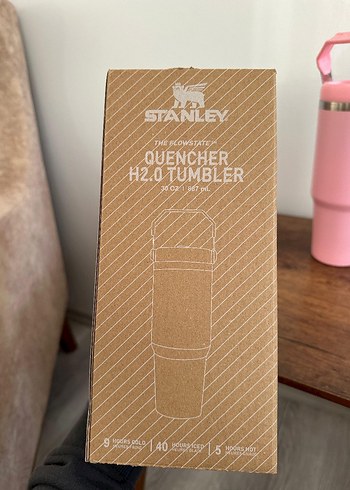 STANLEY
THE FLOWSTATE™
QUENCHER
H2.0 TUMBLER
30 OZ | 887 mL
9 HOURS COLD | 40 HOURS ICED | 5 HOURS HOT